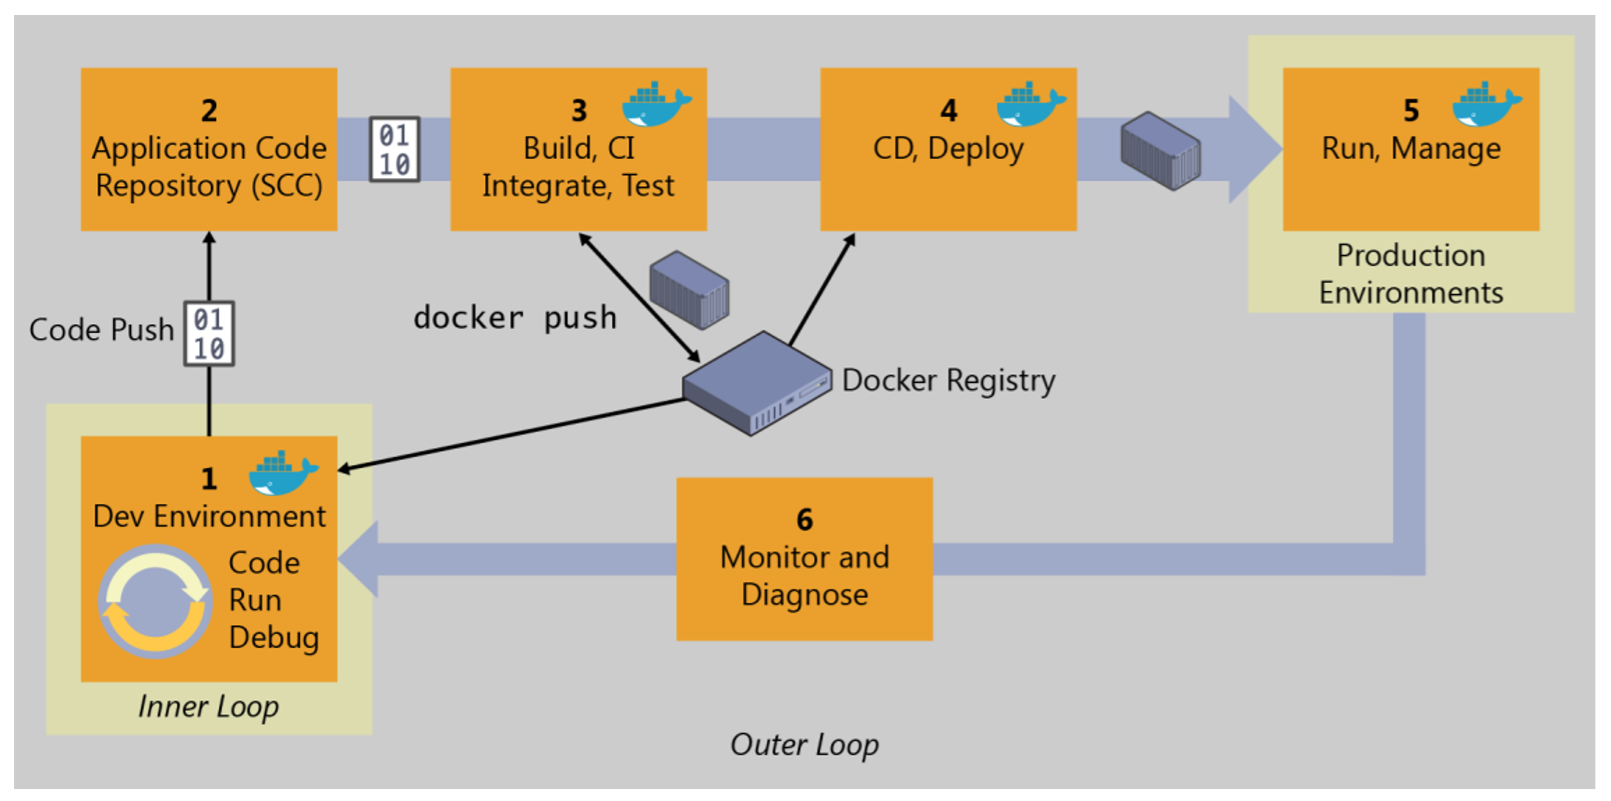 2
Application Code
Repository (SCC)
01
10
3
Build, CI
Integrate, Test
4
CD, Deploy
5
Run, Manage
Production
Environments
Code Push
01
10
docker push
Docker Registry
1
Dev Environment
Code
Run
Debug
Inner Loop
6
Monitor and
Diagnose
Outer Loop